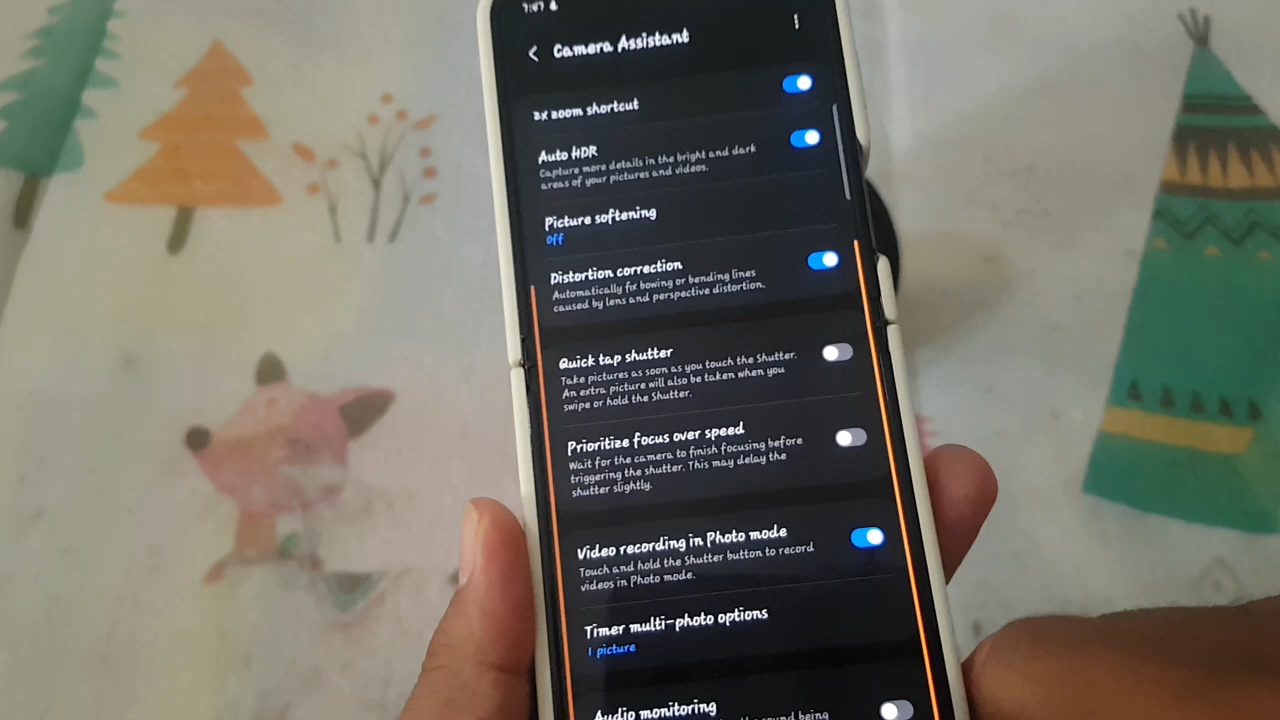 7:47
Camera Assistant
2x zoom shortcut
Auto HDR
Capture more details in the bright and dark
areas of your pictures and videos.
Picture softening
Off
Distortion correction
Automatically fix bowing or bending lines
caused by lens and perspective distortion.
Quick tap shutter
Take pictures as soon as you touch the Shutter.
An extra picture will also be taken when you
swipe or hold the Shutter.
Prioritize focus over speed
Wait for the camera to finish focusing before
triggering the shutter. This may delay the
shutter slightly.
Video recording in Photo mode
Touch and hold the Shutter button to record
videos in Photo mode.
Timer multi-photo options
1 picture
Audio monitoring
sound being